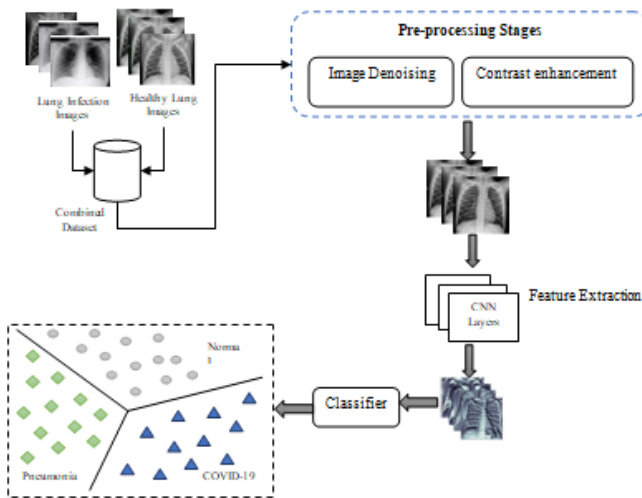 Pre-processing Stages
Image Denoising
Contrast enhancement
Lung Infection
Images
Healthy Lung
Images
Combined
Dataset
CNN
Layers
Feature Extraction
Classifier
Norma
l
Pneumonia
COVID-19